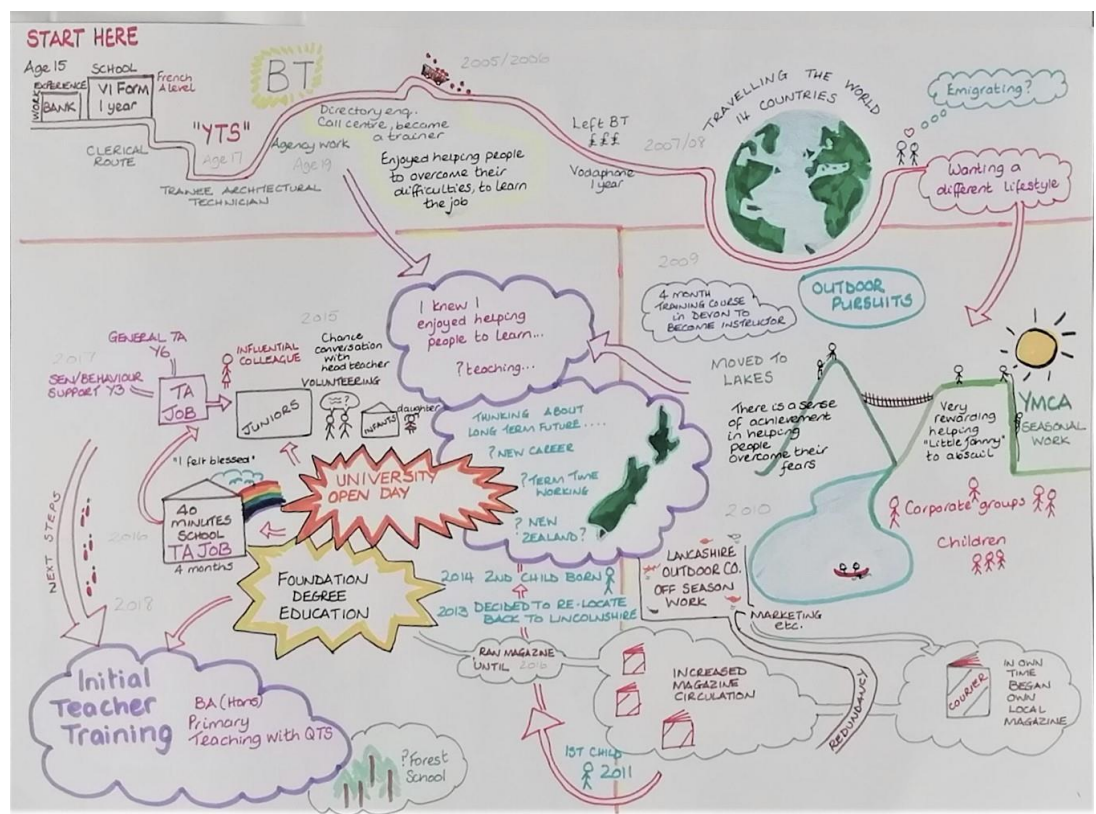 START HERE
Age 15
SCHOOL
WORK
EXPERIENCE
BANK
VI Form
1 year
French
A level
CLERICAL
ROUTE
"YTS"
Age 17
TRAINEE ARCHITECTURAL
TECHNICIAN
BT
Agency work
Age 19
Directory enq.
Call centre, became
a trainer
Enjoyed helping people
to overcome their
difficulties, to learn
the job
2005/2006
Left BT
£££
Vodaphone
1 year
2007/08
TRAVELLING THE WORLD
14 COUNTRIES
Emigrating?
Wanting a
different lifestyle
2009
4 MONTH
TRAINING COURSE
in DEVON TO
BECOME INSTRUCTOR
OUTDOOR
PURSUITS
MOVED TO
LAKES
There is a sense
of achievement
in helping
people
overcome their
fears
Very
rewarding
helping
"Little Jonny"
to abseil
YMCA
SEASONAL
WORK
Corporate groups
Children
2010
LANCASHIRE
OUTDOOR CO.
OFF SEASON
WORK
MARKETING
etc.
REDUNDANCY
COURIER
IN OWN
TIME
BEGAN
OWN
LOCAL
MAGAZINE
INCREASED
MAGAZINE
CIRCULATION
RAN MAGAZINE
UNTIL 2016
1ST CHILD
2011
2013 DECIDED TO RE-LOCATE
BACK TO LINCOLNSHIRE
2014 2ND CHILD BORN
I knew I
enjoyed helping
people to learn...
? teaching...
THINKING ABOUT
LONG TERM FUTURE....
? NEW CAREER
? TERM TIME
WORKING
? NEW
ZEALAND?
2015
Chance
conversation
with
head teacher
VOLUNTEERING
daughter
INFANTS
JUNIORS
INFLUENTIAL
COLLEAGUE
UNIVERSITY
OPEN DAY
2017
GENERAL TA
Y6
SEN/BEHAVIOUR
SUPPORT Y3
TA
JOB
"I felt blessed"
40
MINUTES
SCHOOL
TA JOB
4 months
2016
FOUNDATION
DEGREE
EDUCATION
NEXT STEPS
2018
Initial
Teacher
Training
BA (Hons)
Primary
Teaching with QTS
? Forest
School